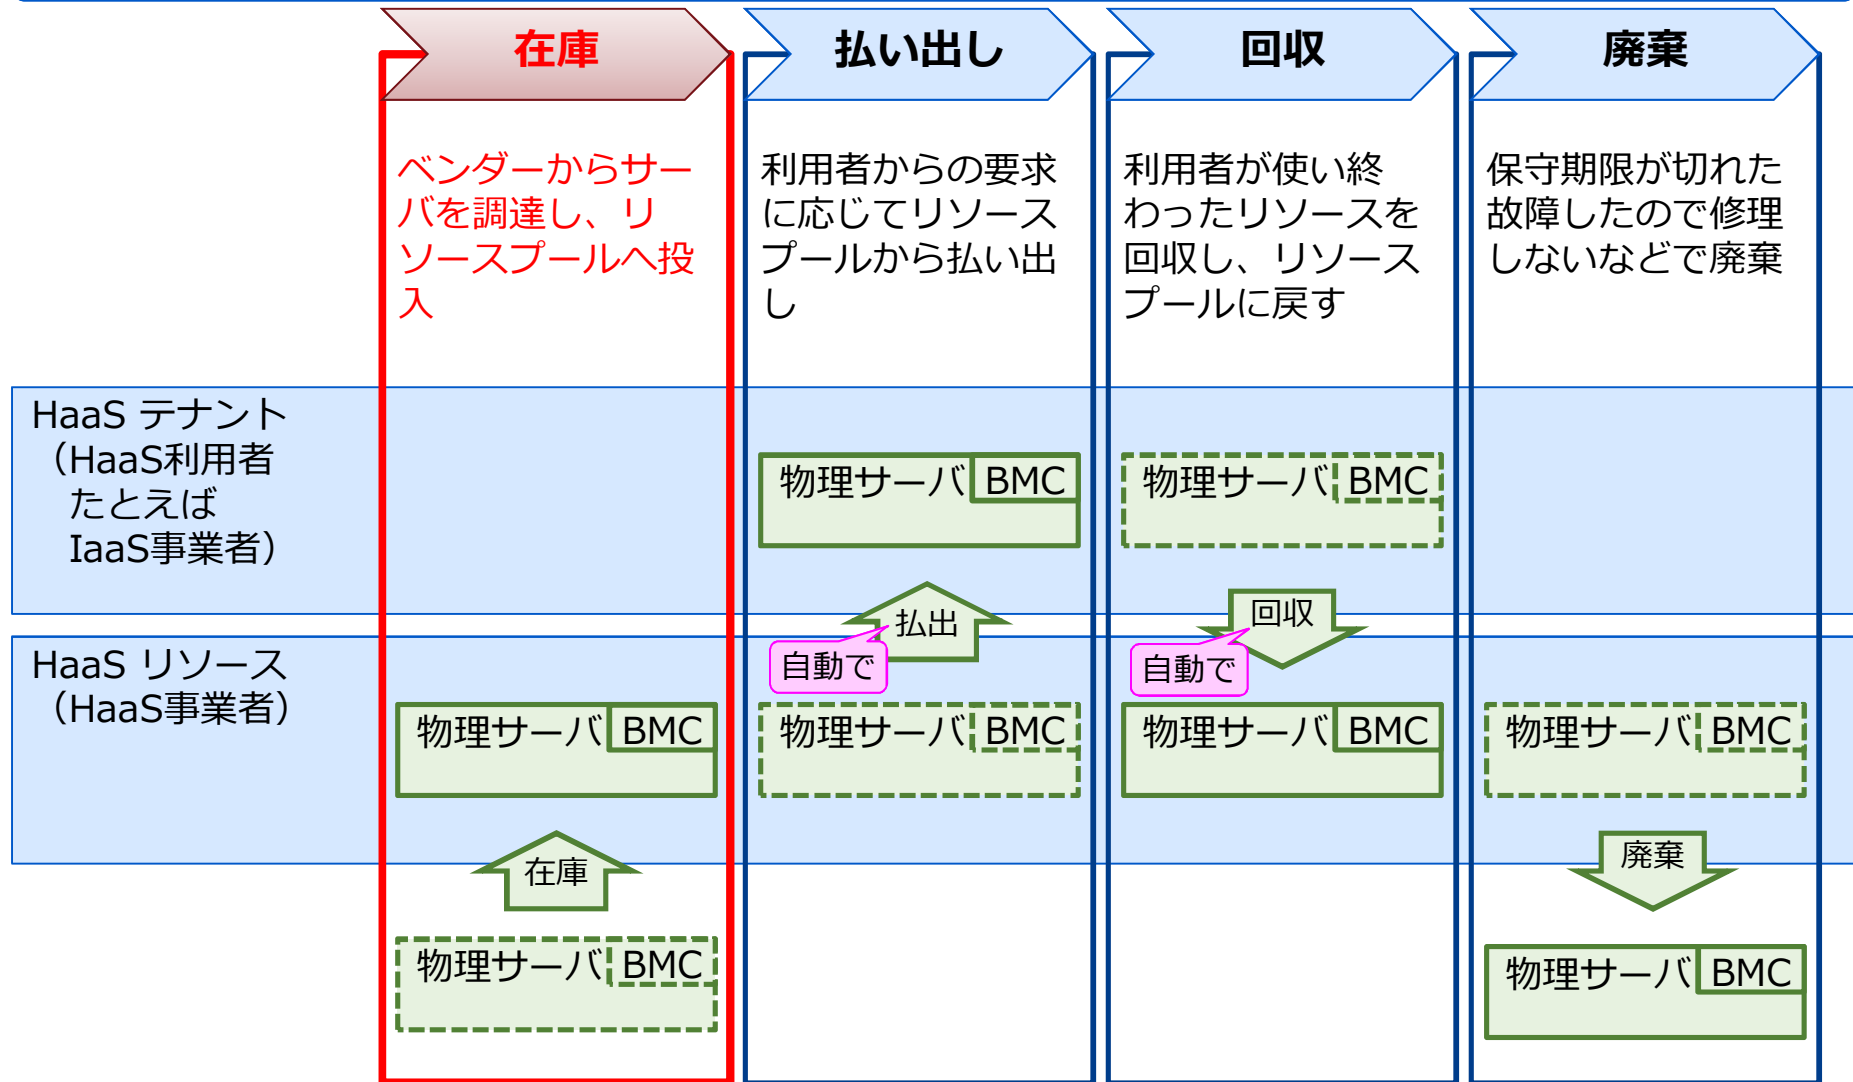 在庫
払い出し
回収
廃棄
ベンダーからサー
バを調達し、リ
ソースプールへ投
入
利用者からの要求
に応じてリソース
プールから払い出
し
利用者が使い終
わったリソースを
回収し、リソース
プールに戻す
保守期限が切れた
故障したので修理
しないなどで廃棄
HaaS テナント
（HaaS利用者
たとえば
IaaS事業者）
物理サーバ BMC
物理サーバ BMC
払出
自動で
回収
自動で
HaaS リソース
（HaaS事業者）
物理サーバ BMC
物理サーバ BMC
物理サーバ BMC
物理サーバ BMC
在庫
廃棄
物理サーバ BMC
物理サーバ BMC